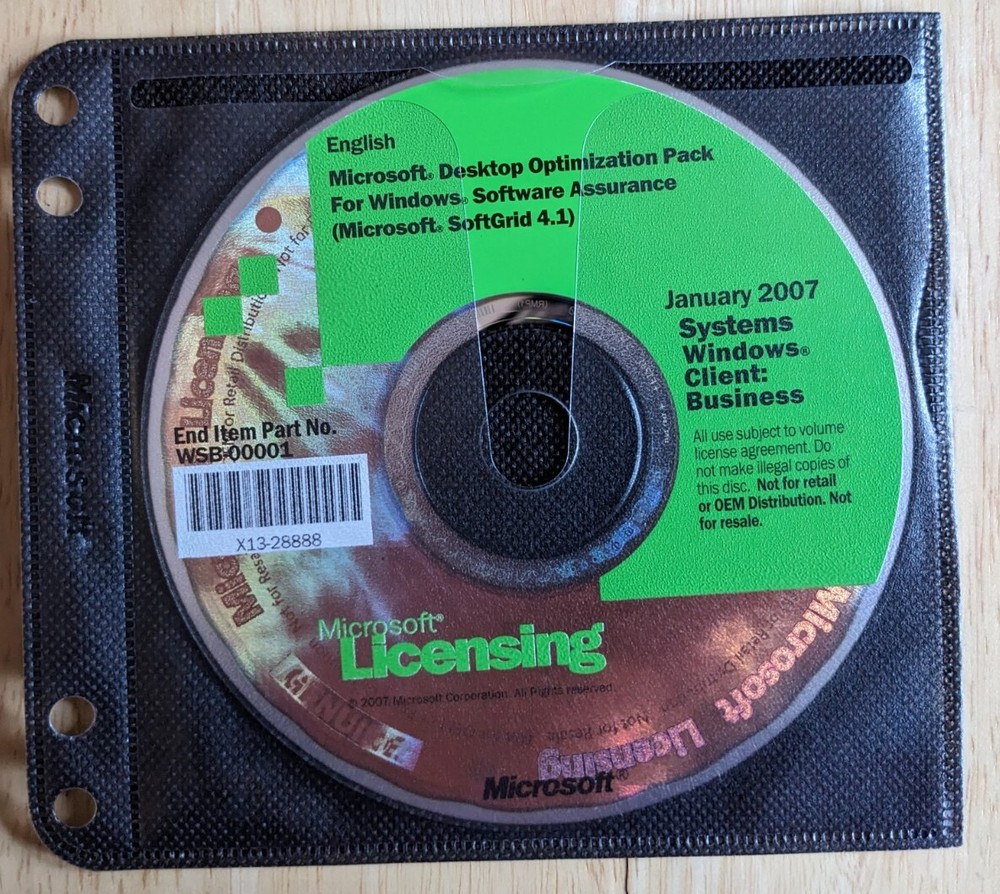 English
Microsoft® Desktop Optimization Pack
For Windows® Software Assurance
(Microsoft® SoftGrid 4.1)
January 2007
Systems
Windows®
Client:
Business
All use subject to volume
license agreement. Do
not make illegal copies of
this disc. Not for retail
or OEM Distribution. Not
for resale.
End Item Part No.
WSB-00001
X13-28888
Microsoft®
Licensing
© 2007 Microsoft Corporation. All Rights reserved.
GENUINE
Microsoft®
Microsoft Licensing
Microsoft®